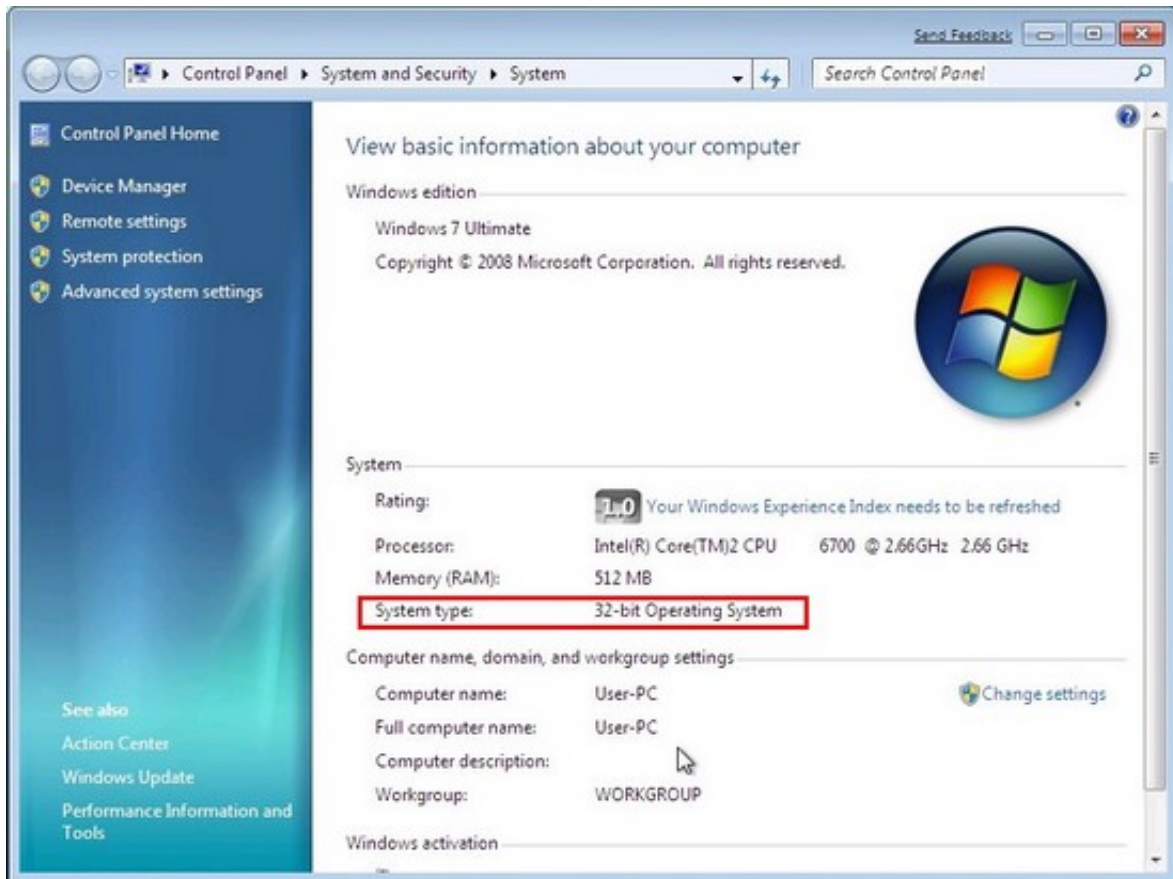 Send Feedback
Control Panel ▸ System and Security ▸ System
Search Control Panel
Control Panel Home
Device Manager
Remote settings
System protection
Advanced system settings
See also
Action Center
Windows Update
Performance Information and
Tools
View basic information about your computer
Windows edition
Windows 7 Ultimate
Copyright © 2008 Microsoft Corporation. All rights reserved.
System
Rating: 1.0 Your Windows Experience Index needs to be refreshed
Processor: Intel(R) Core(TM)2 CPU 6700 @ 2.66GHz 2.66 GHz
Memory (RAM): 512 MB
System type: 32-bit Operating System
Computer name, domain, and workgroup settings
Computer name: User-PC
Change settings
Full computer name: User-PC
Computer description:
Workgroup: WORKGROUP
Windows activation